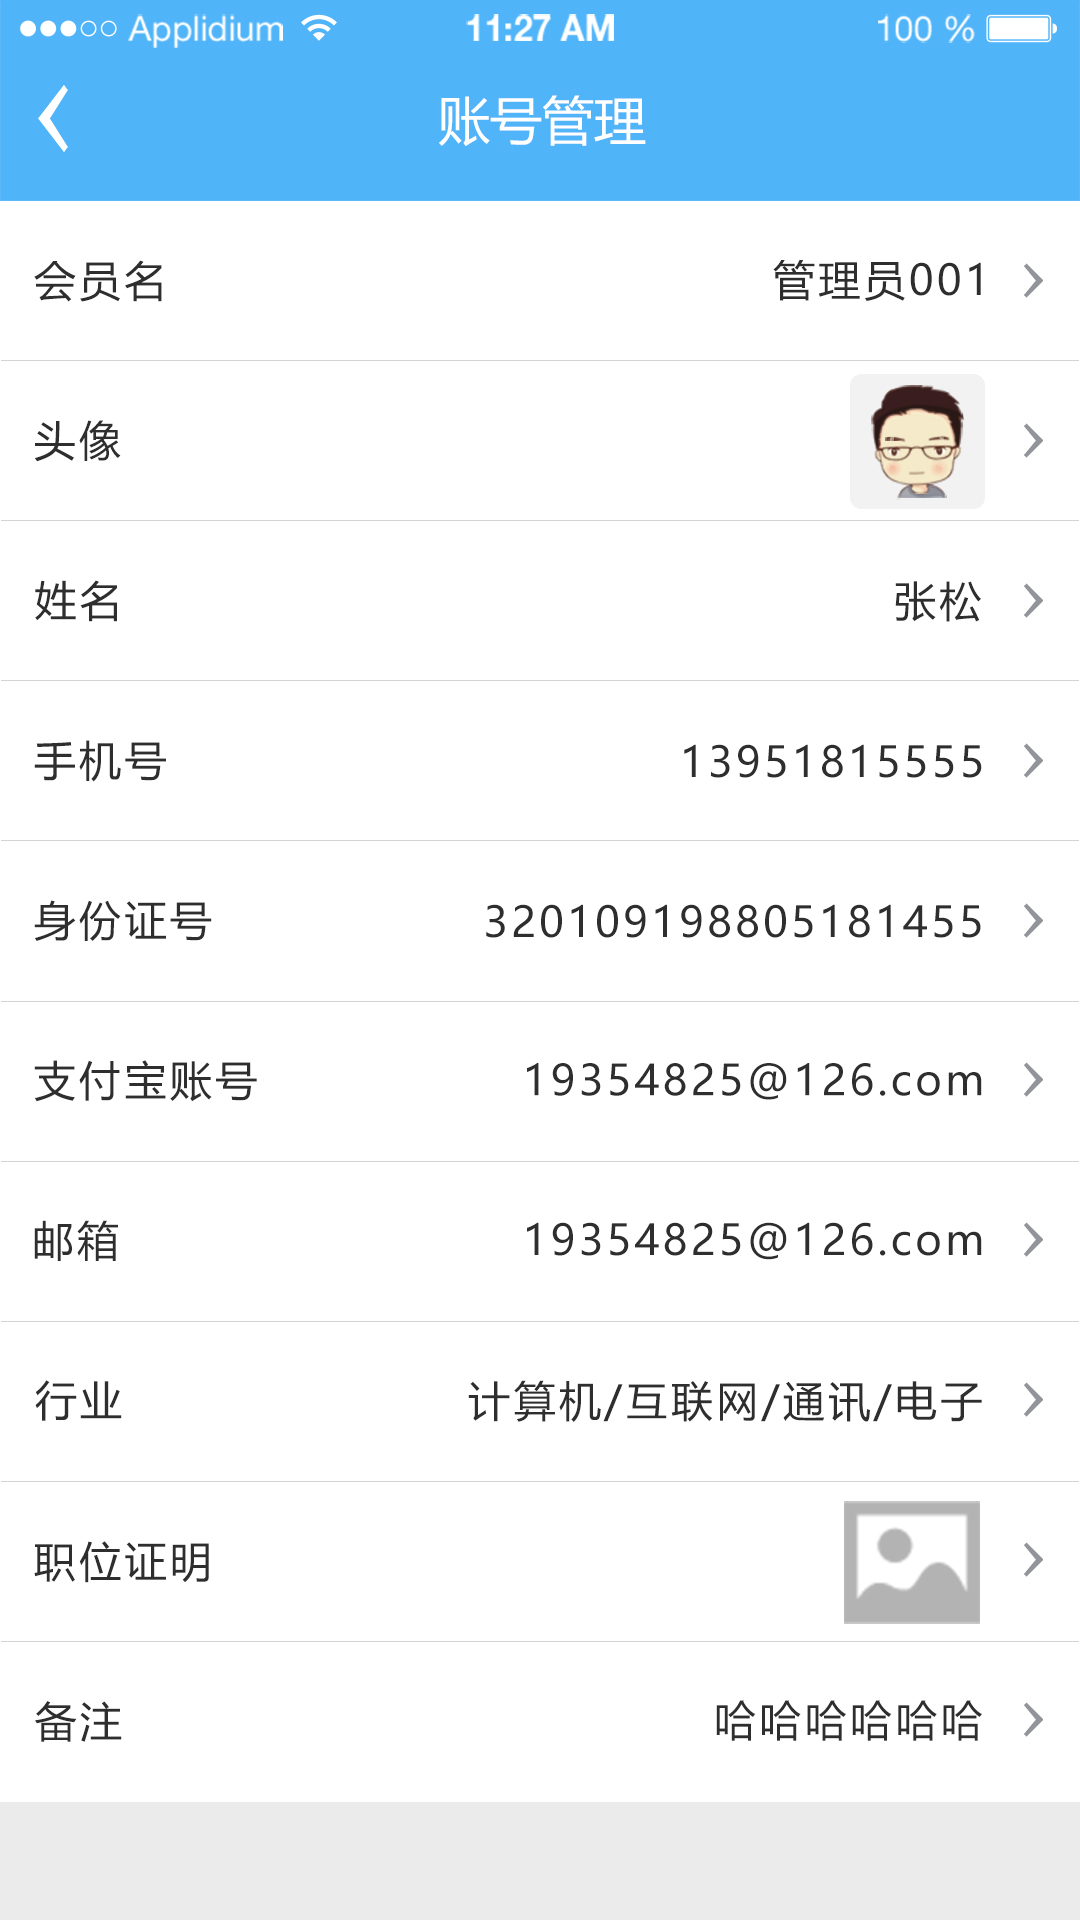 Applidium 11:27 AM 100 %
账号管理
会员名 管理员001
头像
姓名 张松
手机号 13951815555
身份证号 320109198805181455
支付宝账号 19354825@126.com
邮箱 19354825@126.com
行业 计算机/互联网/通讯/电子
职位证明
备注 哈哈哈哈哈哈